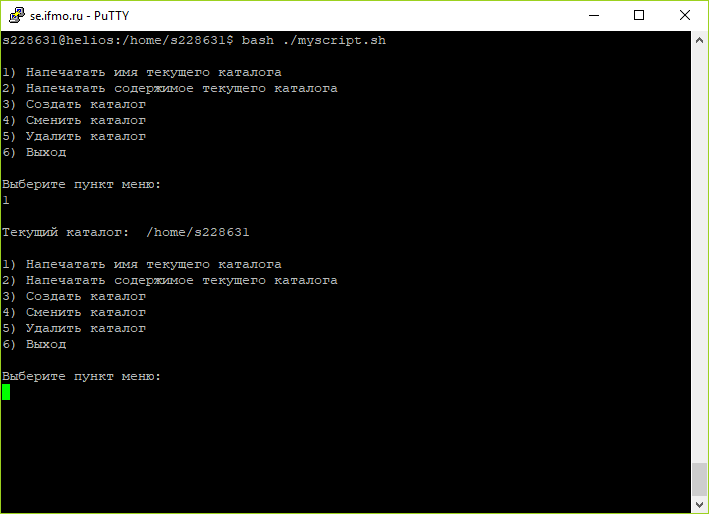 se.ifmo.ru - PuTTY
s228631@helios:/home/s228631$ bash ./myscript.sh
1) Напечатать имя текущего каталога
2) Напечатать содержимое текущего каталога
3) Создать каталог
4) Сменить каталог
5) Удалить каталог
6) Выход
Выберите пункт меню:
1
Текущий каталог:  /home/s228631
1) Напечатать имя текущего каталога
2) Напечатать содержимое текущего каталога
3) Создать каталог
4) Сменить каталог
5) Удалить каталог
6) Выход
Выберите пункт меню: